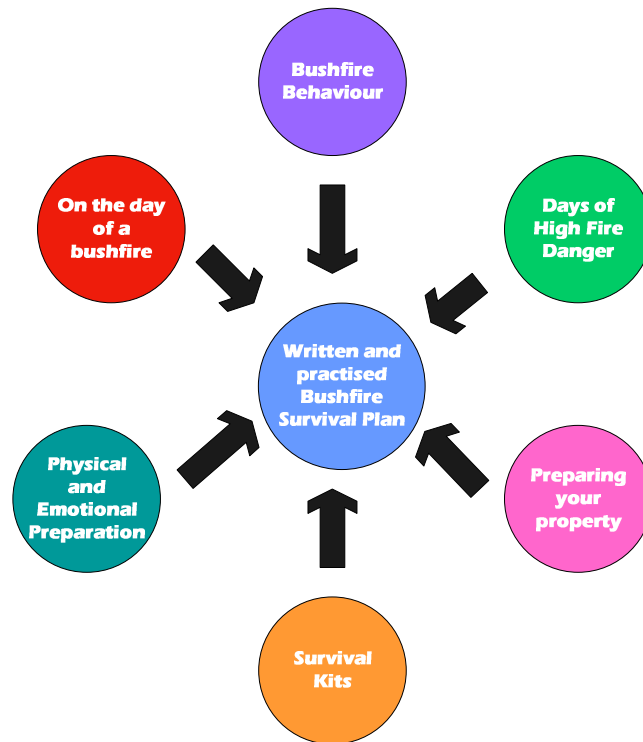 Bushfire
Behaviour
On the day
of a
bushfire
Days of
High Fire
Danger
Written and
practised
Bushfire
Survival Plan
Physical
and
Emotional
Preparation
Preparing
your
property
Survival
Kits